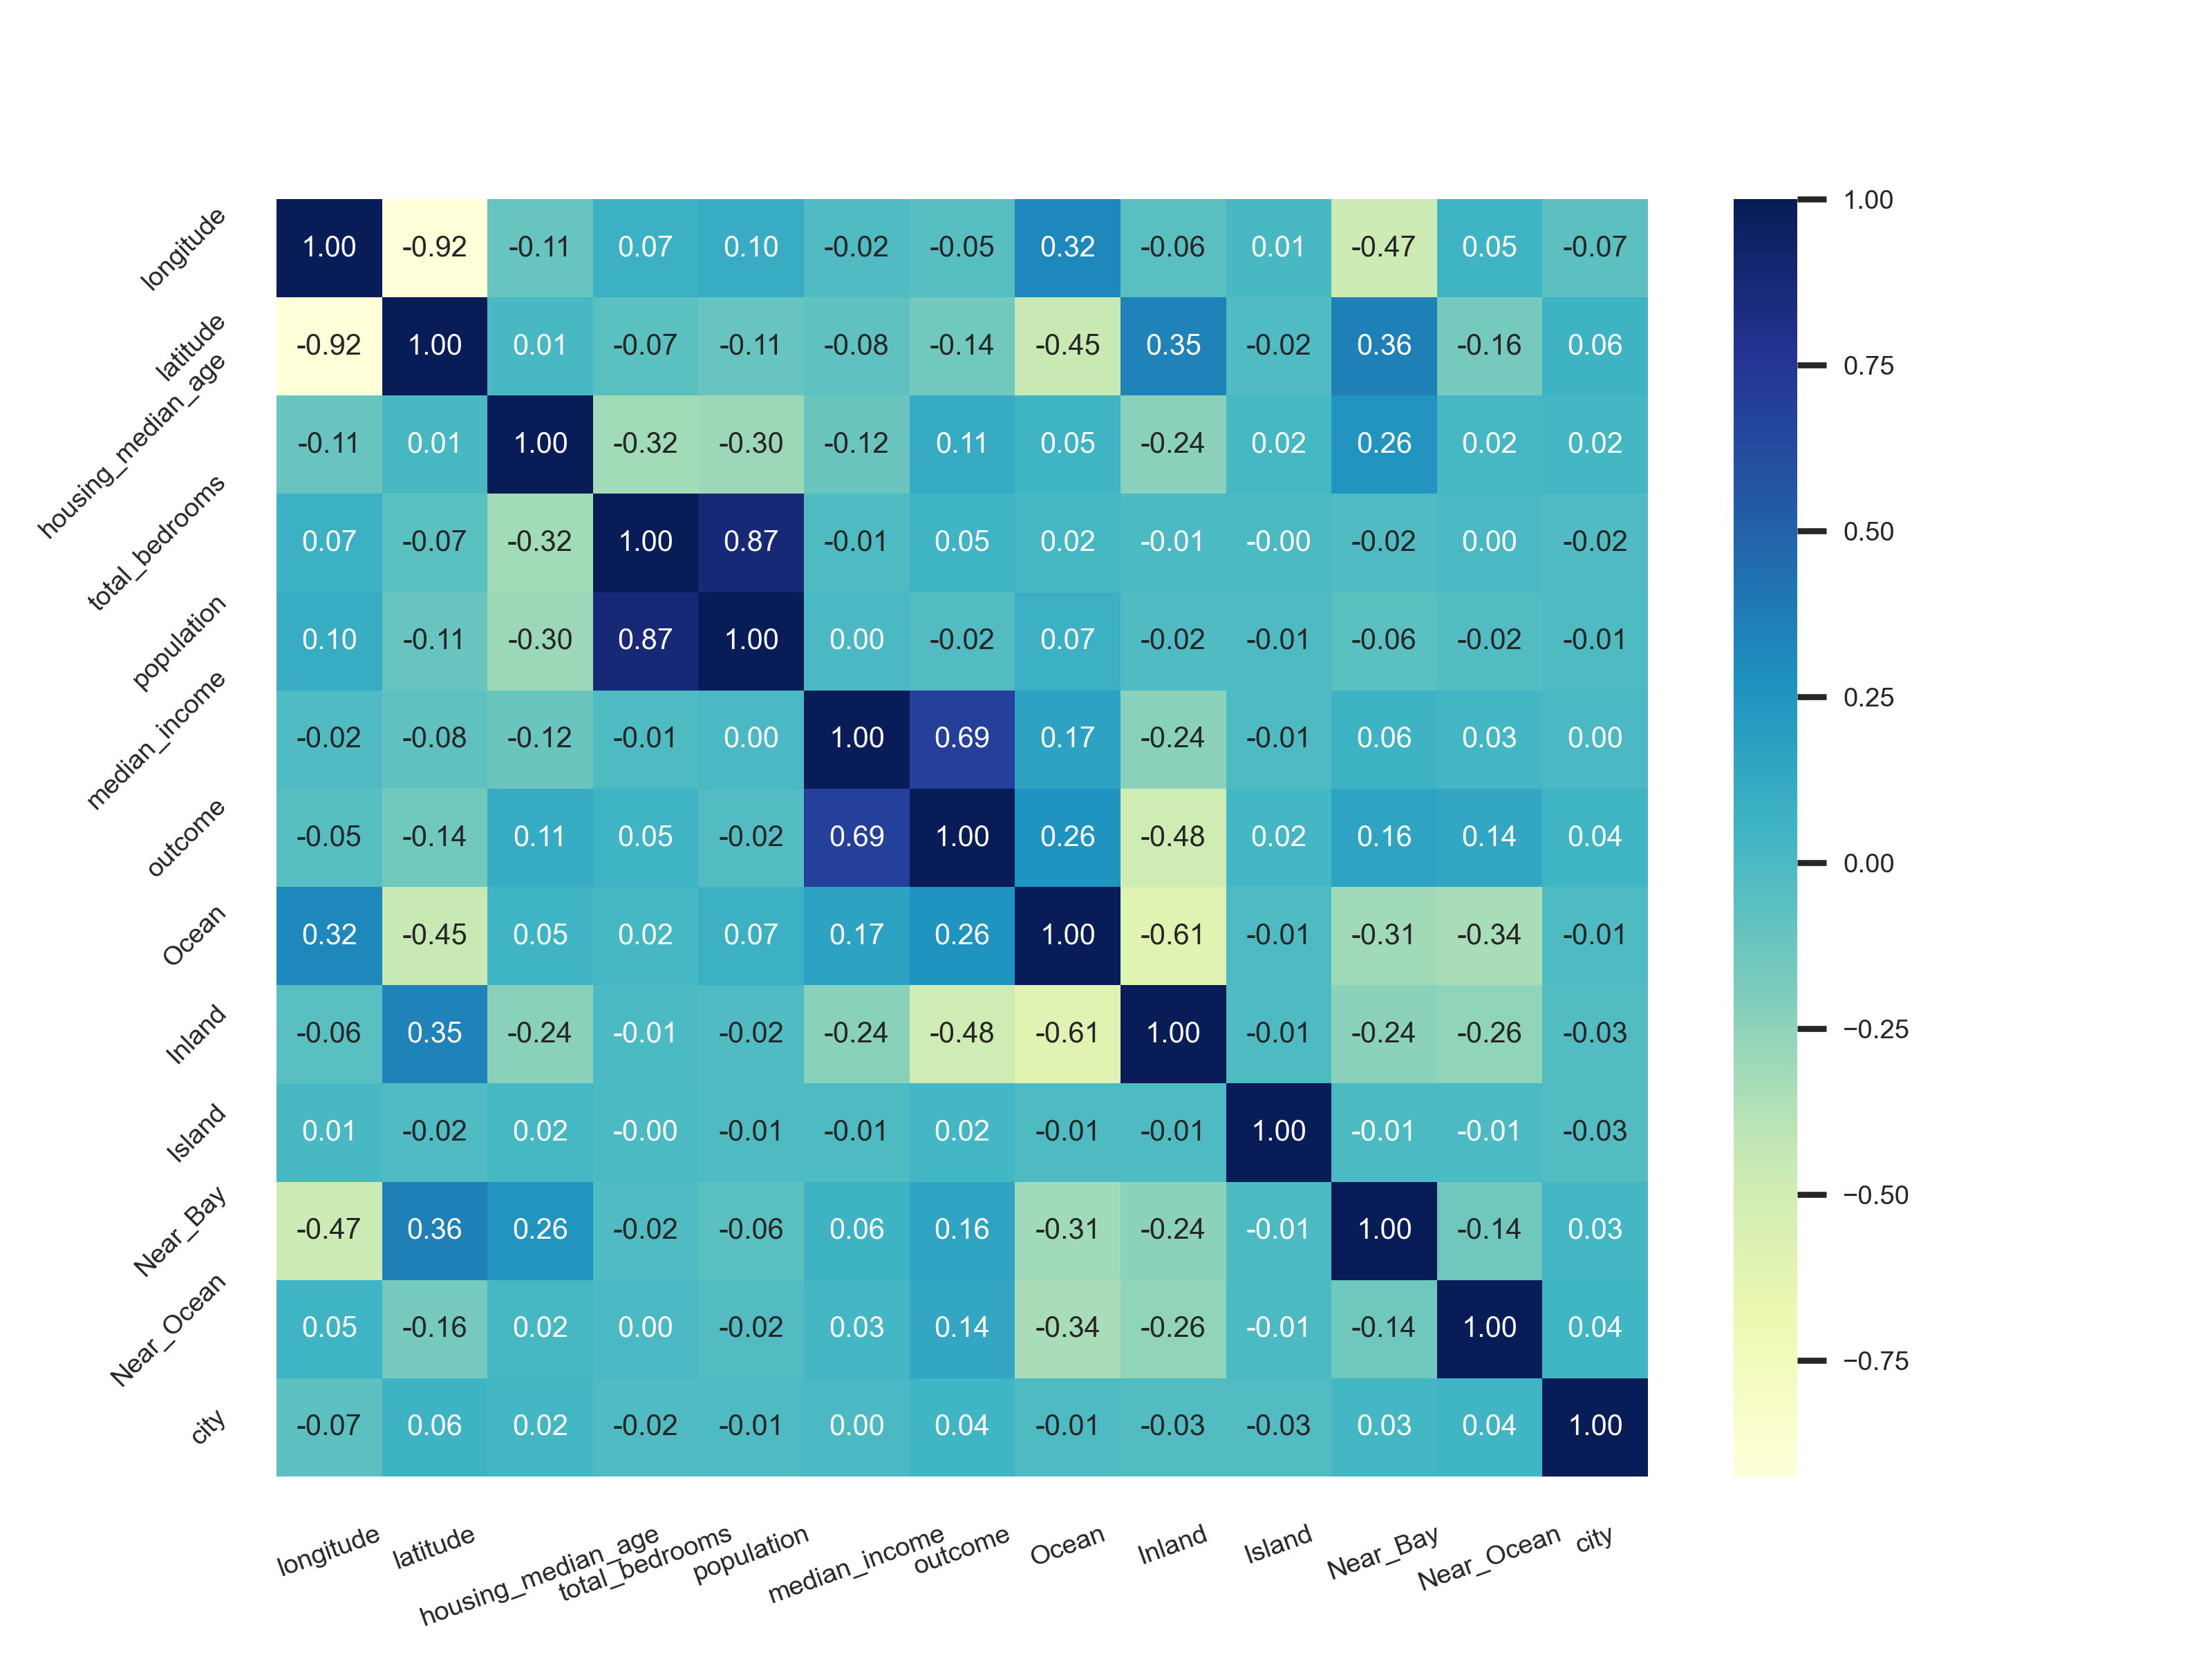 longitude 1.00 -0.92 -0.11 0.07 0.10 -0.02 -0.05 0.32 -0.06 0.01 -0.47 0.05 -0.07
latitude -0.92 1.00 0.01 -0.07 -0.11 -0.08 -0.14 -0.45 0.35 -0.02 0.36 -0.16 0.06
housing_median_age -0.11 0.01 1.00 -0.32 -0.30 -0.12 0.11 0.05 -0.24 0.02 0.26 0.02 0.02
total_bedrooms 0.07 -0.07 -0.32 1.00 0.87 -0.01 0.05 0.02 -0.01 -0.00 -0.02 0.00 -0.02
population 0.10 -0.11 -0.30 0.87 1.00 0.00 -0.02 0.07 -0.02 -0.01 -0.06 -0.02 -0.01
median_income -0.02 -0.08 -0.12 -0.01 0.00 1.00 0.69 0.17 -0.24 -0.01 0.06 0.03 0.00
outcome -0.05 -0.14 0.11 0.05 -0.02 0.69 1.00 0.26 -0.48 0.02 0.16 0.14 0.04
Ocean 0.32 -0.45 0.05 0.02 0.07 0.17 0.26 1.00 -0.61 -0.01 -0.31 -0.34 -0.01
Inland -0.06 0.35 -0.24 -0.01 -0.02 -0.24 -0.48 -0.61 1.00 -0.01 -0.24 -0.26 -0.03
Island 0.01 -0.02 0.02 -0.00 -0.01 -0.01 0.02 -0.01 -0.01 1.00 -0.01 -0.01 -0.03
Near_Bay -0.47 0.36 0.26 -0.02 -0.06 0.06 0.16 -0.31 -0.24 -0.01 1.00 -0.14 0.03
Near_Ocean 0.05 -0.16 0.02 0.00 -0.02 0.03 0.14 -0.34 -0.26 -0.01 -0.14 1.00 0.04
city -0.07 0.06 0.02 -0.02 -0.01 0.00 0.04 -0.01 -0.03 -0.03 0.03 0.04 1.00
longitude latitude housing_median_age total_bedrooms population median_income outcome Ocean Inland Island Near_Bay Near_Ocean city
1.00
0.75
0.50
0.25
0.00
−0.25
−0.50
−0.75